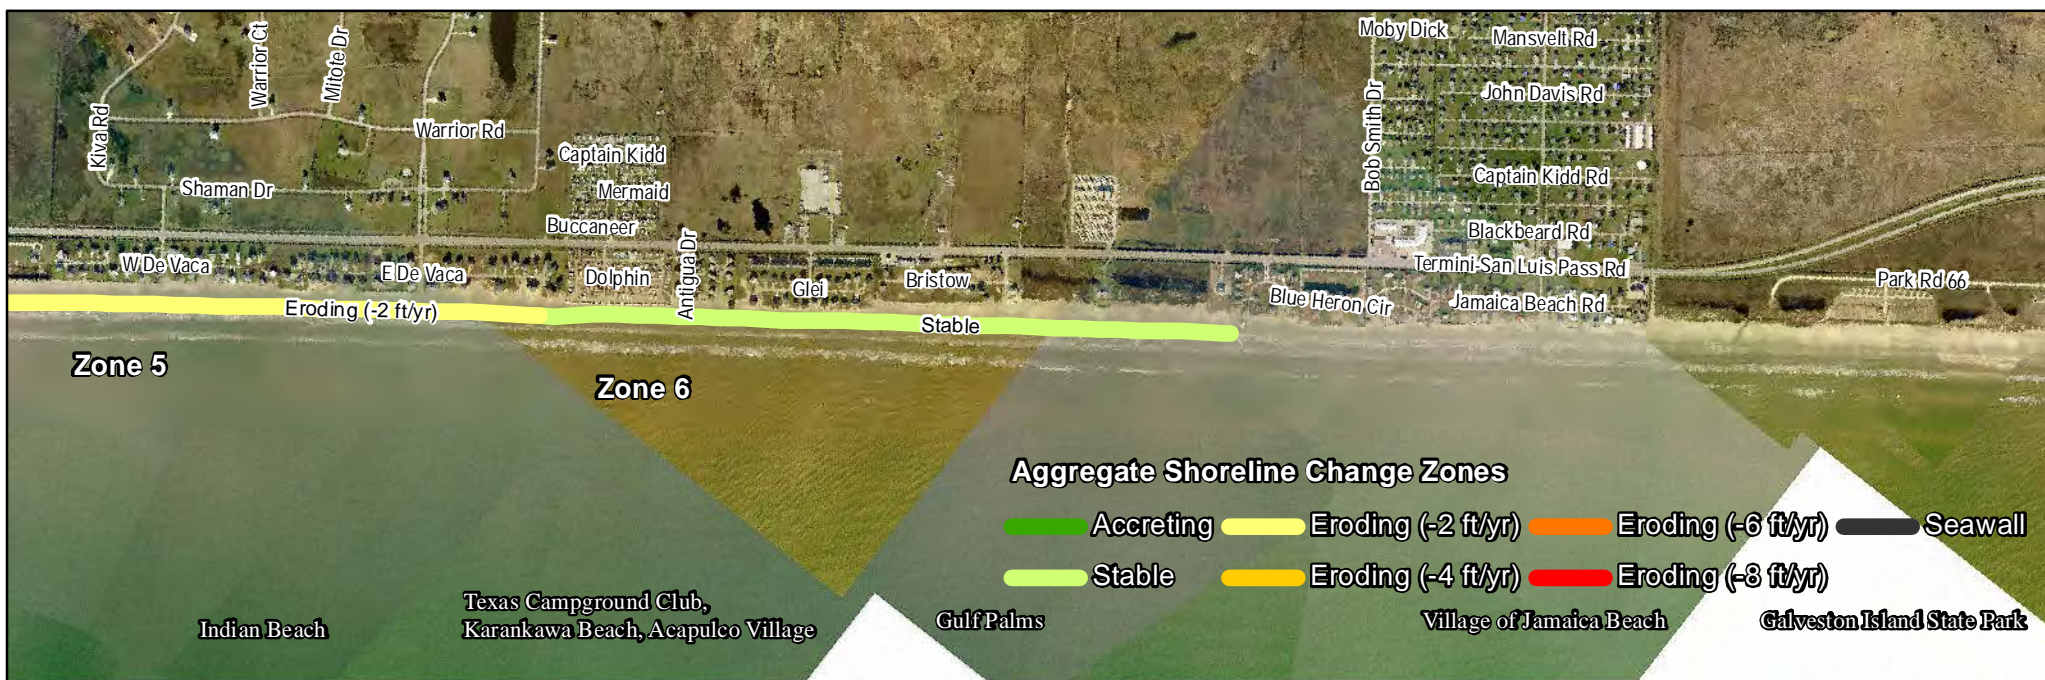 Warrior Ct
Mitote Dr
Moby Dick
Mansvelt Rd
Kiva Rd
Warrior Rd
Bob Smith Dr
John Davis Rd
Captain Kidd
Shaman Dr
Mermaid
Captain Kidd Rd
Buccaneer
Blackbeard Rd
W De Vaca
E De Vaca
Dolphin
Antigua Dr
Glei
Bristow
Termini-San Luis Pass Rd
Park Rd 66
Blue Heron Cir
Jamaica Beach Rd
Eroding (-2 ft/yr)
Stable
Zone 5
Zone 6
Aggregate Shoreline Change Zones
Accreting
Eroding (-2 ft/yr)
Eroding (-6 ft/yr)
Seawall
Stable
Eroding (-4 ft/yr)
Eroding (-8 ft/yr)
Indian Beach
Texas Campground Club,
Karankawa Beach, Acapulco Village
Gulf Palms
Village of Jamaica Beach
Galveston Island State Park